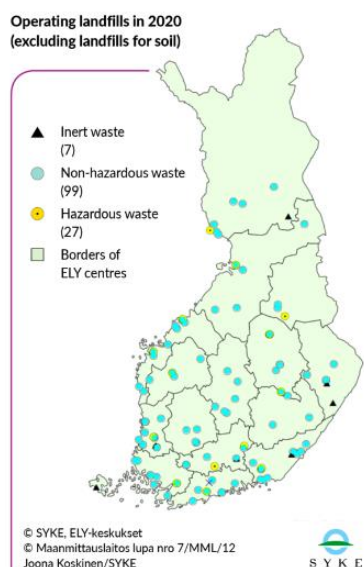 Operating landfills in 2020
(excluding landfills for soil)
Inert waste
(7)
Non-hazardous waste
(99)
Hazardous waste
(27)
Borders of
ELY centres
© SYKE, ELY-keskukset
© Maanmittauslaitos lupa nro 7/MML/12
Joona Koskinen/SYKE
S Y K E